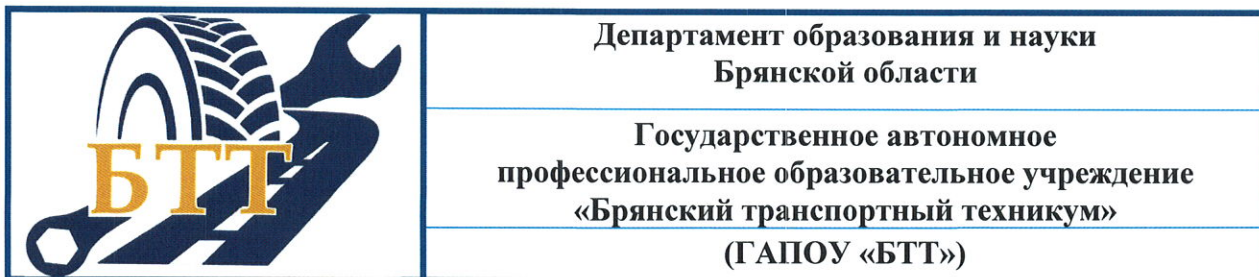 БТТ
Департамент образования и науки
Брянской области
Государственное автономное
профессиональное образовательное учреждение
«Брянский транспортный техникум»
(ГАПОУ «БТТ»)